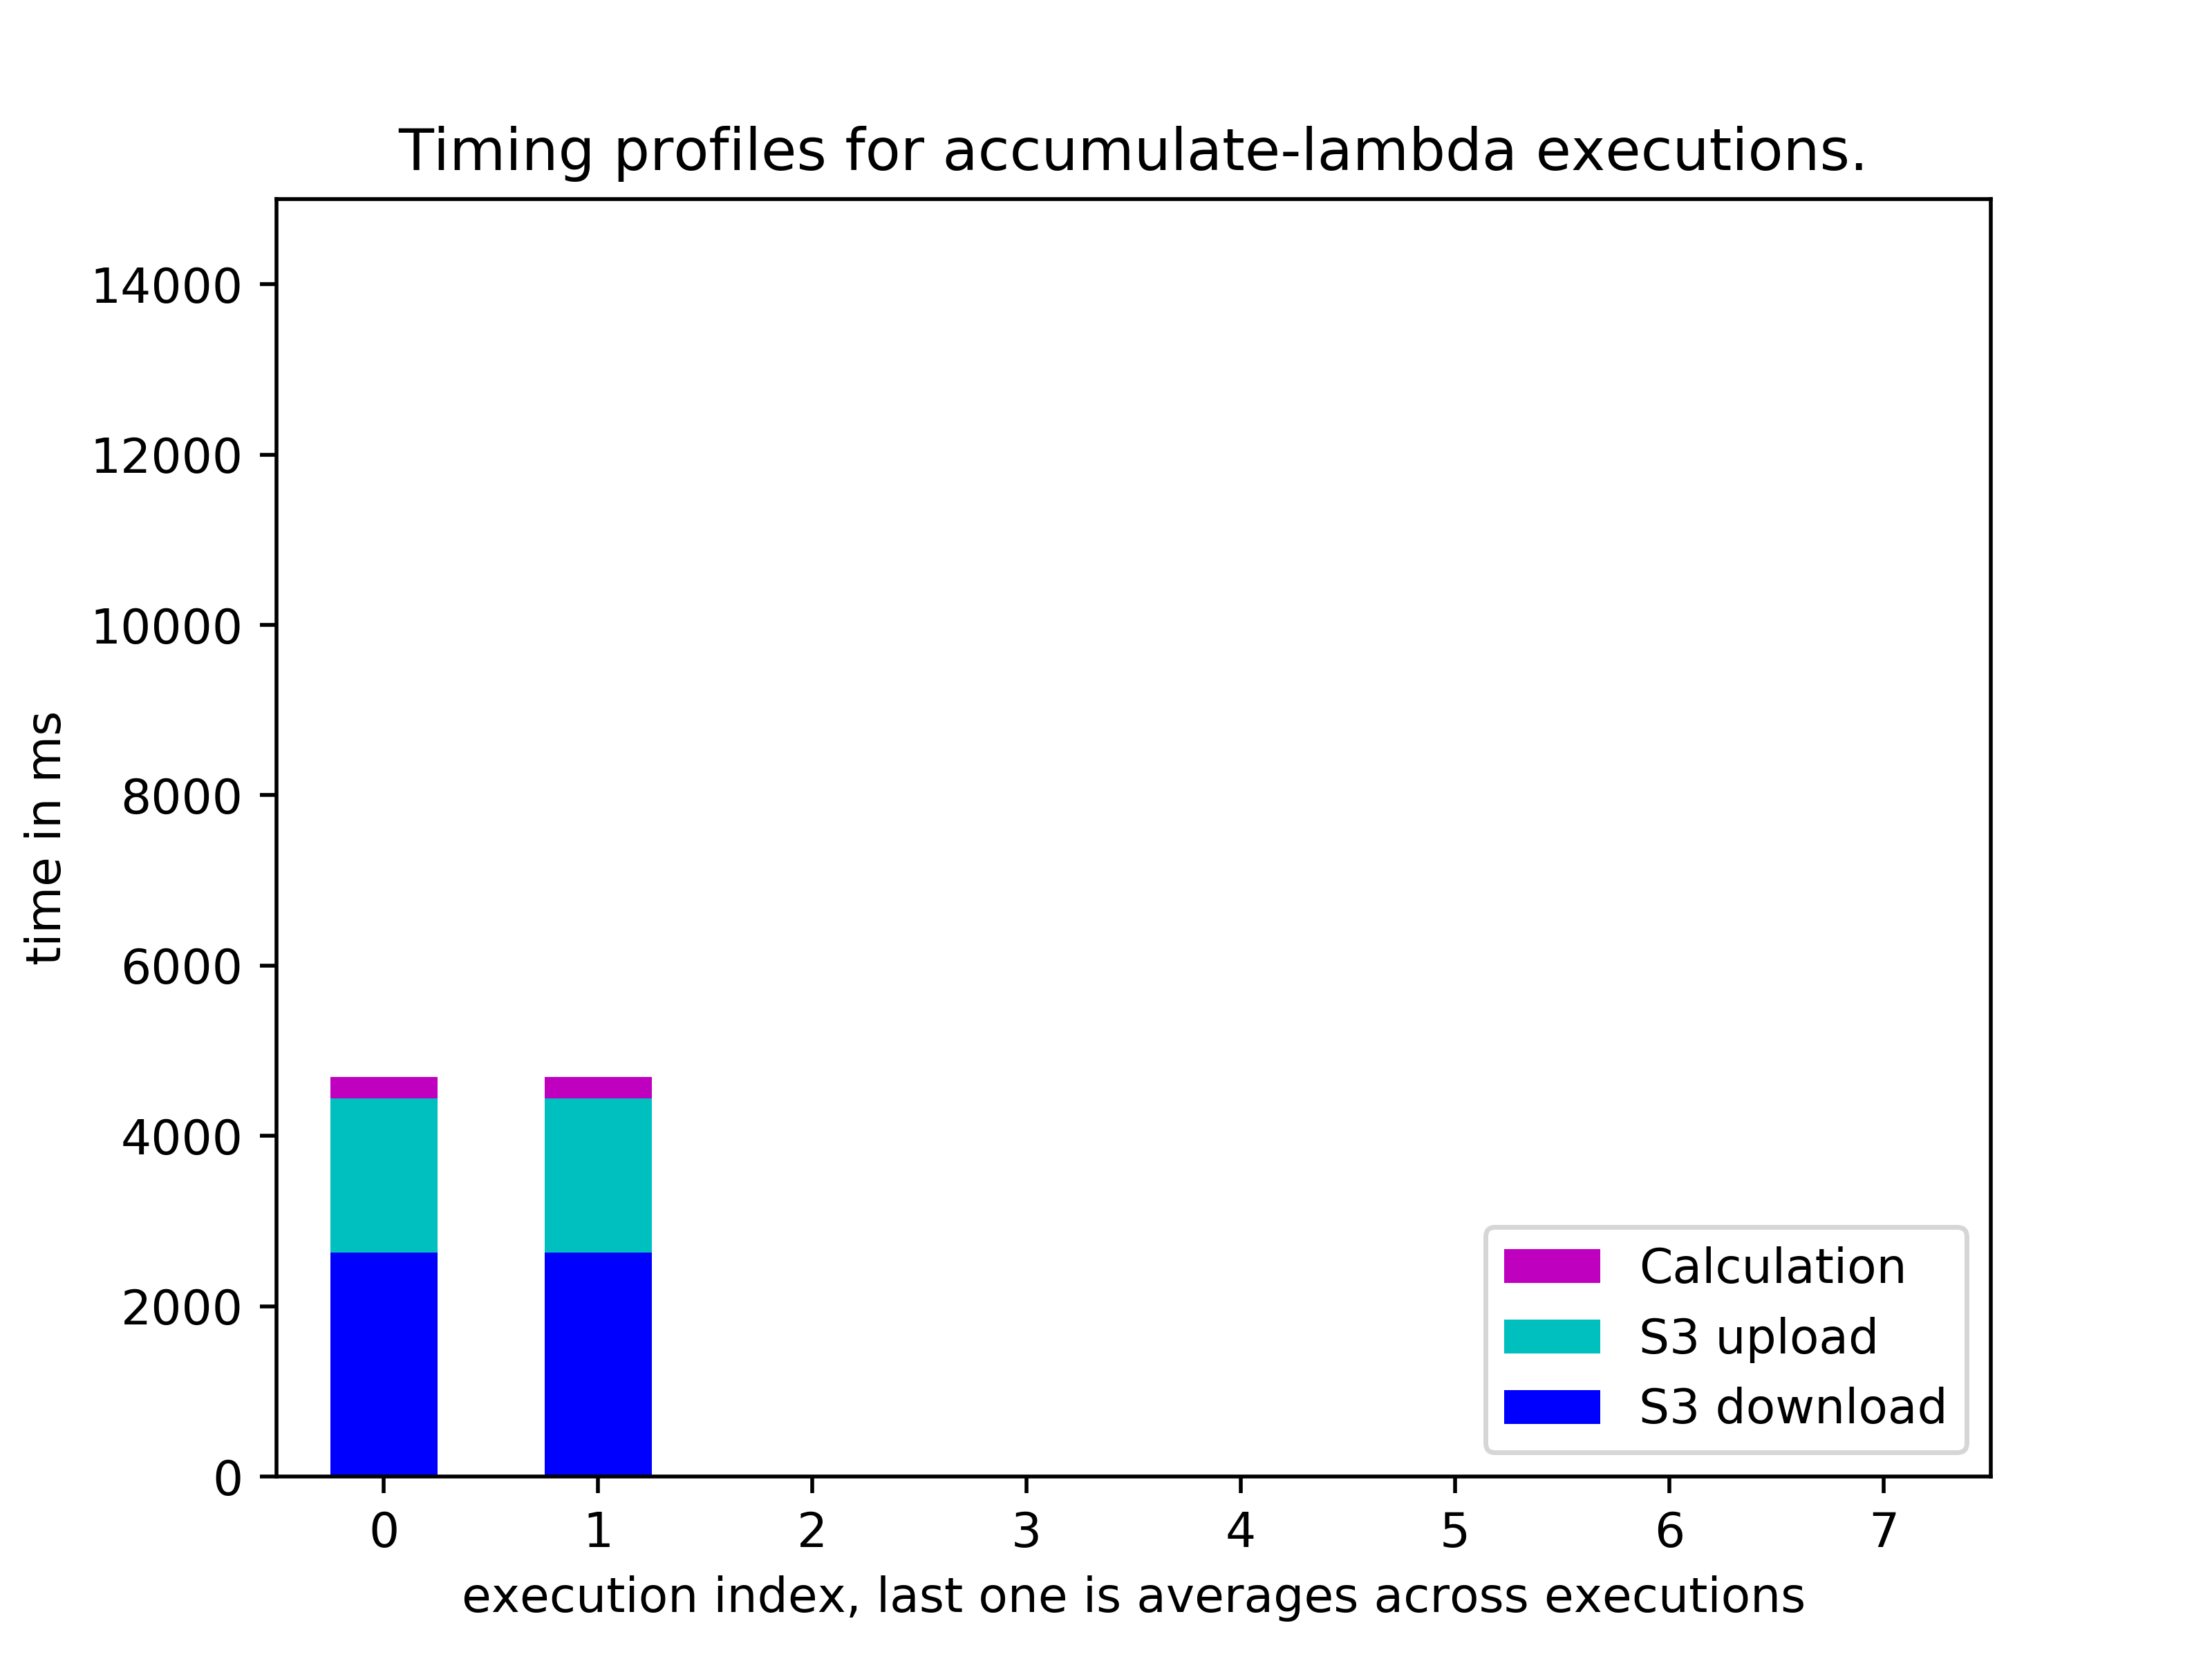 Timing profiles for accumulate-lambda executions.
14000
12000
10000
8000
6000
4000
2000
0
time in ms
Calculation
S3 upload
S3 download
0 1 2 3 4 5 6 7
execution index, last one is averages across executions